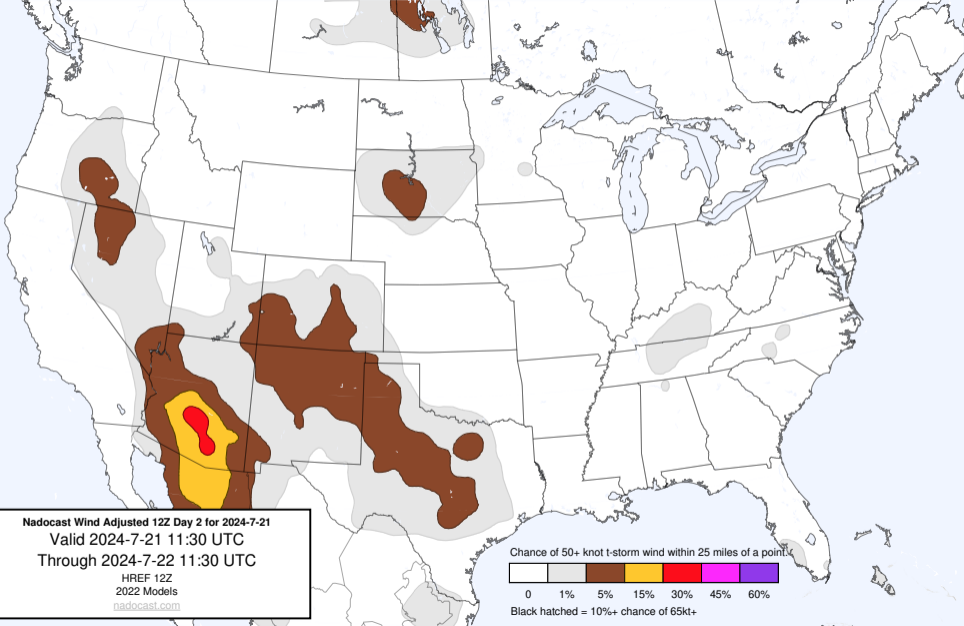 Nadocast Wind Adjusted 12Z Day 2 for 2024-7-21
Valid 2024-7-21 11:30 UTC
Through 2024-7-22 11:30 UTC
HREF 12Z
2022 Models
nadocast.com
Chance of 50+ knot t-storm wind within 25 miles of a point.
0 1% 5% 15% 30% 45% 60%
Black hatched = 10%+ chance of 65kt+